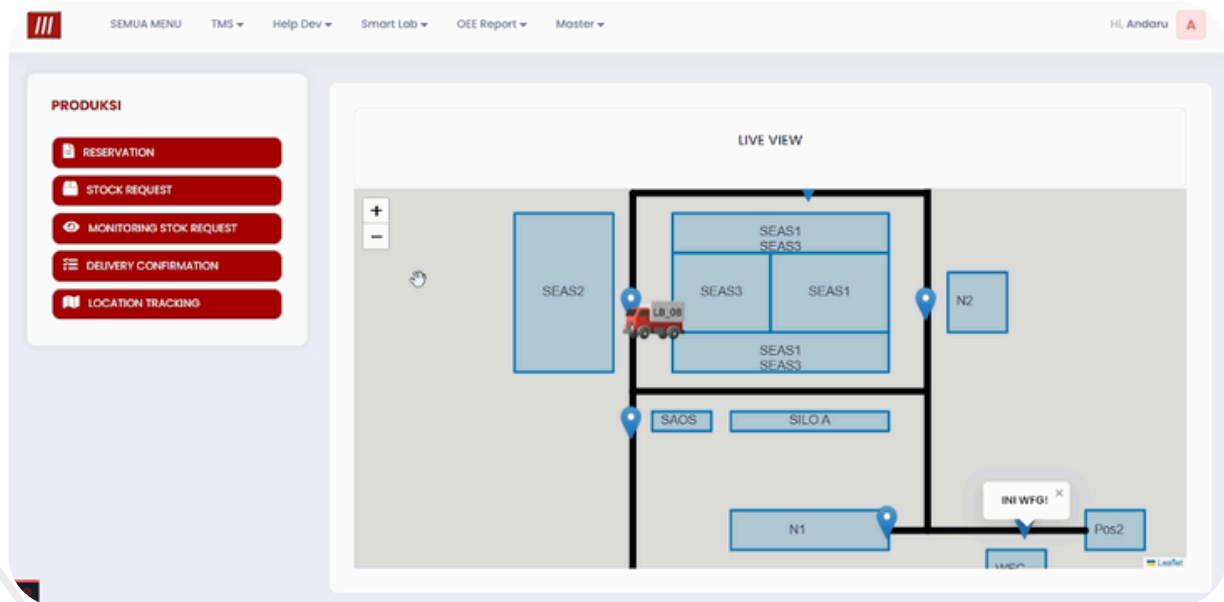 SEMUA MENU TMS Help Dev Smart Lab OEE Report Master Hi, Andaru A
PRODUKSI
RESERVATION
STOCK REQUEST
MONITORING STOK REQUEST
DELIVERY CONFIRMATION
LOCATION TRACKING
LIVE VIEW
+
−
SEAS1
SEAS3
SEAS2
SEAS3
SEAS1
N2
LB_08
SEAS1
SEAS3
SAOS
SILO A
INI WFG!
×
N1
Pos2
Leaflet